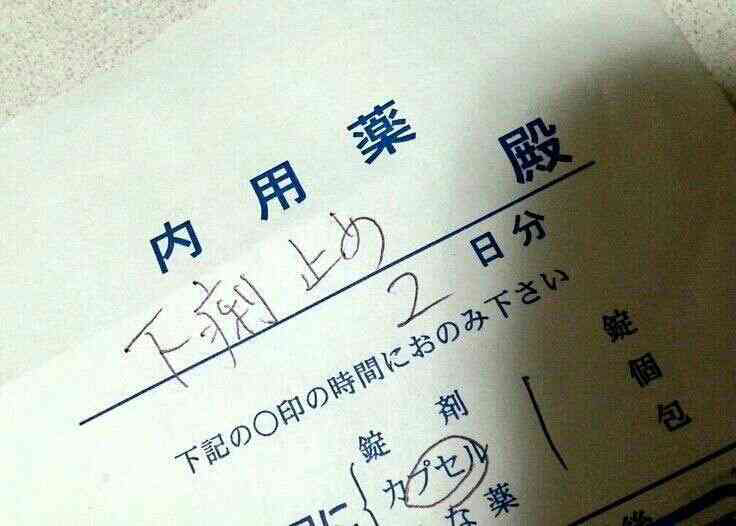 内用薬
殿
下痢止め
2日分
下記の〇印の時間におのみ下さい
錠剤
錠
カプセル
個
な薬
包